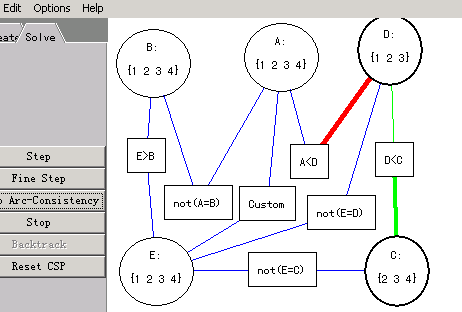 Edit Options Help
eate Solve
Step
Fine Step
o Arc-Consistency
Stop
Backtrack
Reset CSP
B:
{1 2 3 4}
A:
{1 2 3 4}
D:
{1 2 3}
E>B
A<D
D<C
not(A=B)
Custom
not(E=D)
E:
{1 2 3 4}
not(E=C)
C:
{2 3 4}